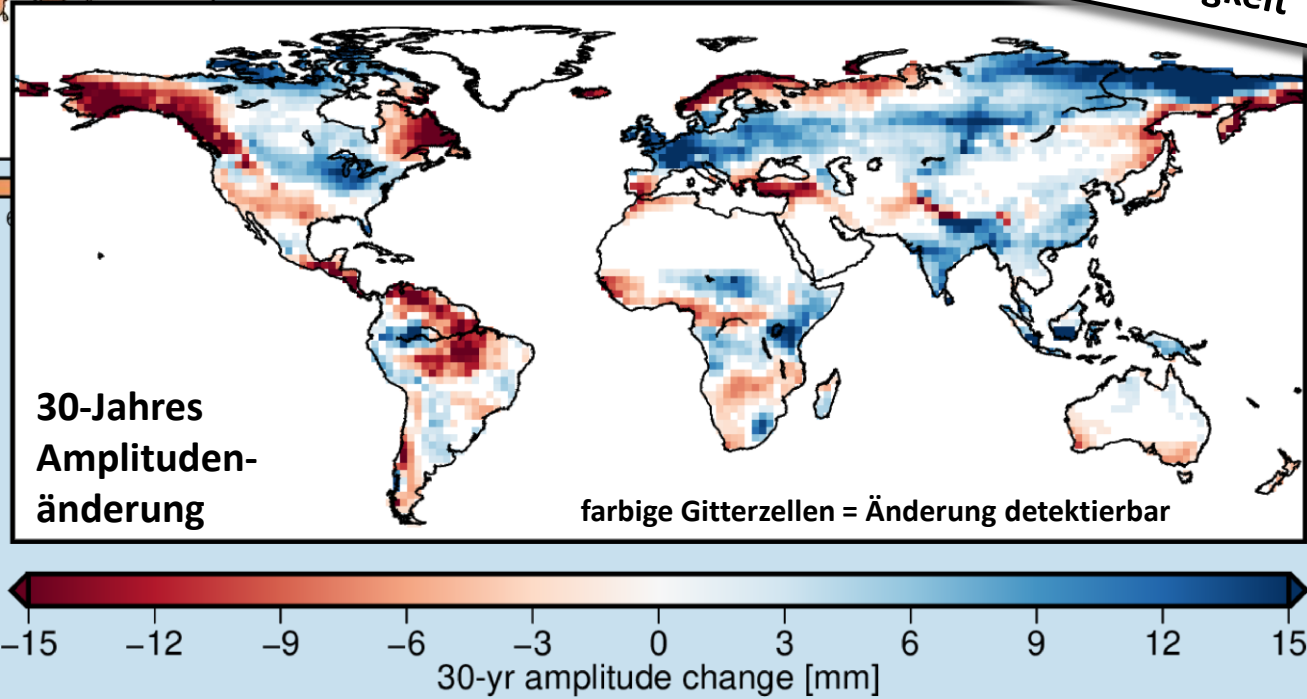 30-Jahres
Amplituden-
änderung
farbige Gitterzellen = Änderung detektierbar
−15 −12 −9 −6 −3 0 3 6 9 12 15
30-yr amplitude change [mm]